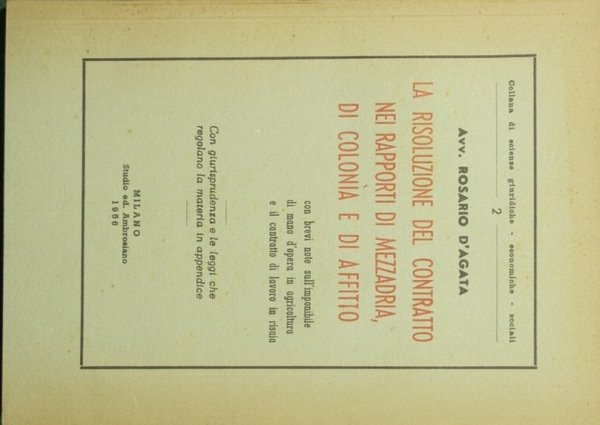 Collana di scienze giuridiche - economiche - sociali
2
Avv. ROSARIO D'AGATA
LA RISOLUZIONE DEL CONTRATTO
NEI RAPPORTI DI MEZZADRIA,
DI COLONÌA E DI AFFITTO
con brevi note sull'imponibile
di mano d'opera in agricoltura
e il contratto di lavoro in risaia
Con giurisprudenza e le leggi che
regolano la materia in appendice
MILANO
Studio ed. Ambrosiano
1956